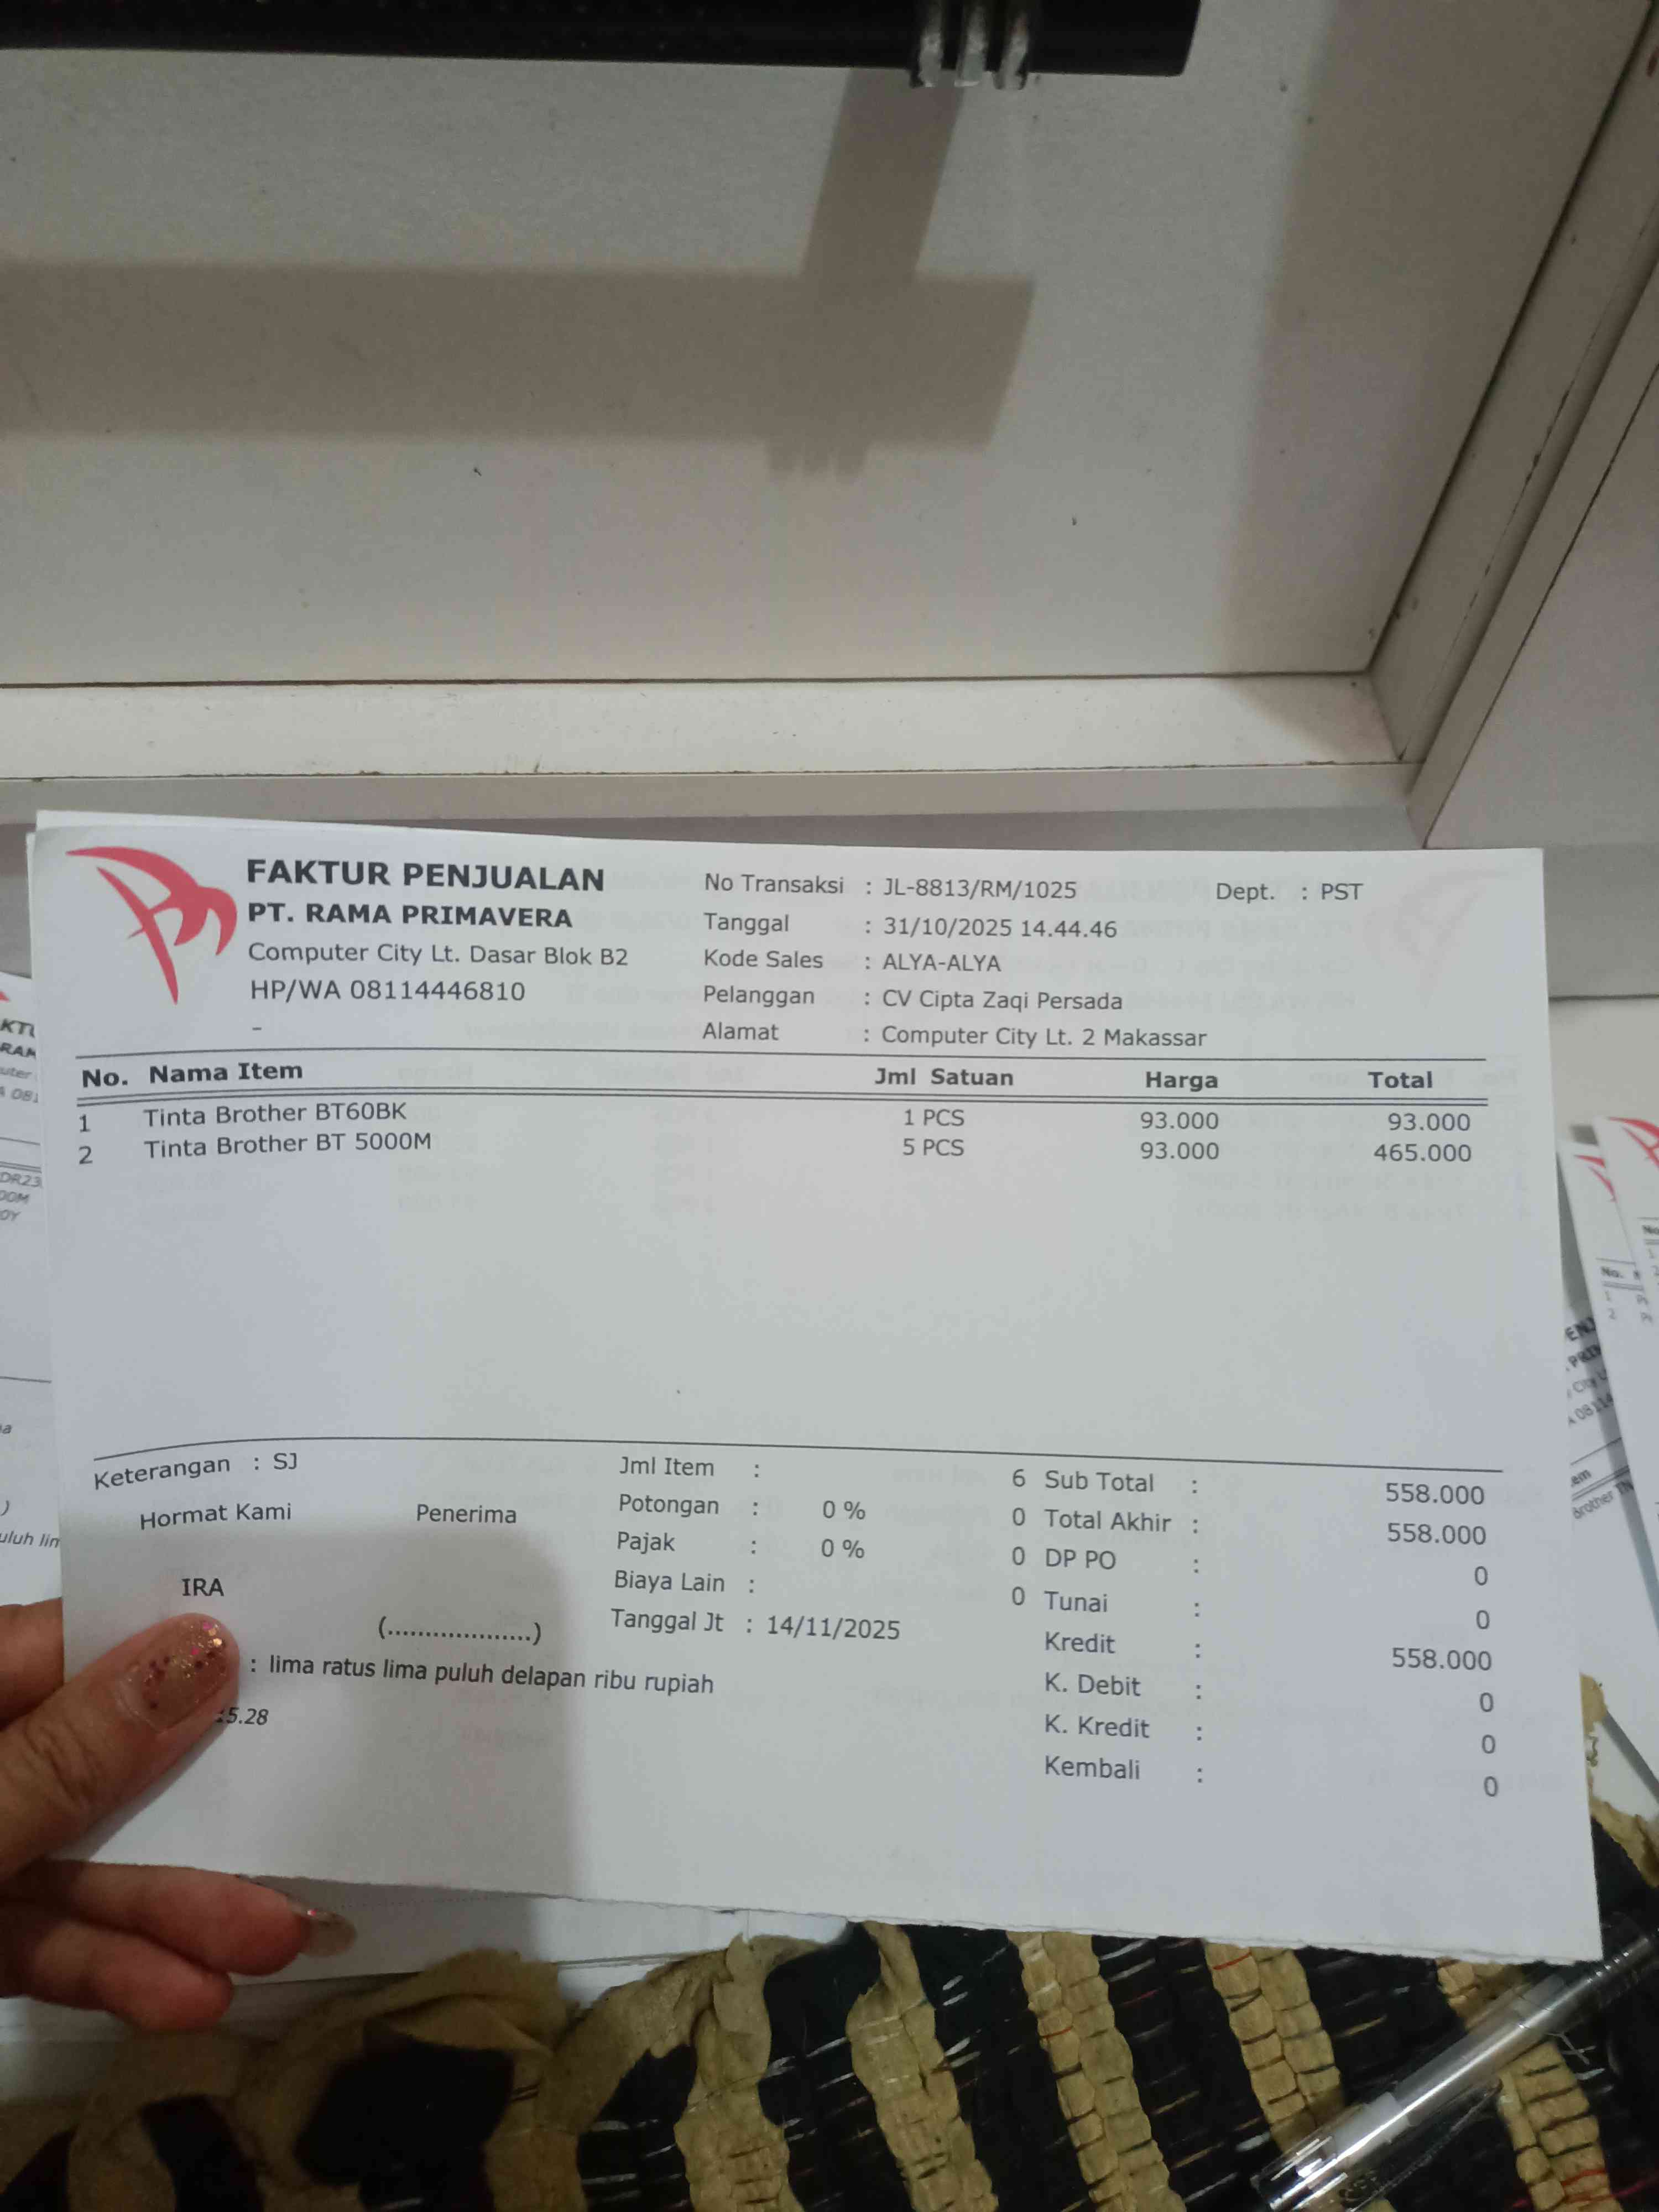 FAKTUR PENJUALAN
PT. RAMA PRIMAVERA
Computer City Lt. Dasar Blok B2
HP/WA 08114446810
-
No Transaksi : JL-8813/RM/1025 Dept. : PST
Tanggal : 31/10/2025 14.44.46
Kode Sales : ALYA-ALYA
Pelanggan : CV Cipta Zaqi Persada
Alamat : Computer City Lt. 2 Makassar
No. Nama Item Jml Satuan Harga Total
1 Tinta Brother BT60BK 1 PCS 93.000 93.000
2 Tinta Brother BT 5000M 5 PCS 93.000 465.000
Keterangan : SJ
Hormat Kami Penerima
IRA
(...................)
: lima ratus lima puluh delapan ribu rupiah
5.28
Jml Item : 6
Potongan : 0 % 0
Pajak : 0 % 0
Biaya Lain : 0
Tanggal Jt : 14/11/2025
Sub Total : 558.000
Total Akhir : 558.000
DP PO : 0
Tunai : 0
Kredit : 558.000
K. Debit : 0
K. Kredit : 0
Kembali : 0